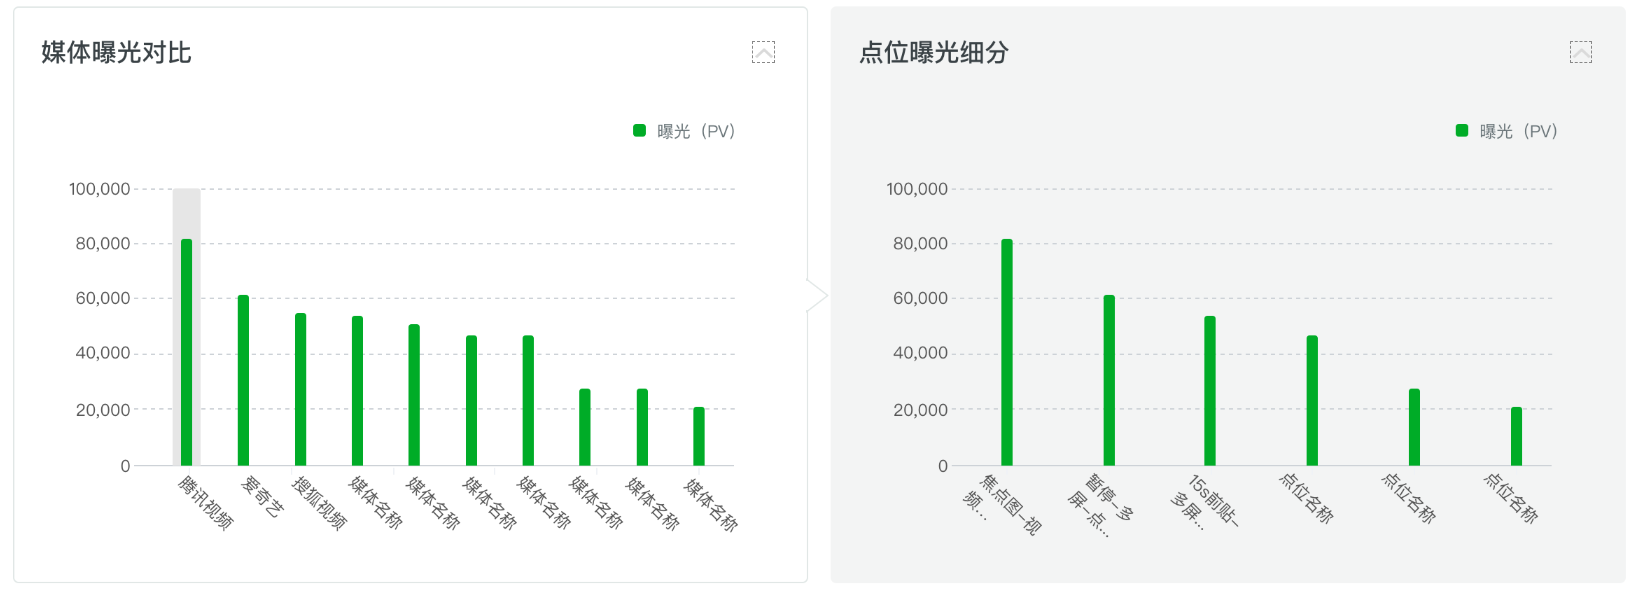 媒体曝光对比
曝光（PV）
100,000
80,000
60,000
40,000
20,000
0
腾讯视频
爱奇艺
搜狐视频
媒体名称
媒体名称
媒体名称
媒体名称
媒体名称
媒体名称
媒体名称
点位曝光细分
曝光（PV）
100,000
80,000
60,000
40,000
20,000
0
焦点图-视
频...
暂停-多
屏-点...
15s前贴-
多屏...
点位名称
点位名称
点位名称